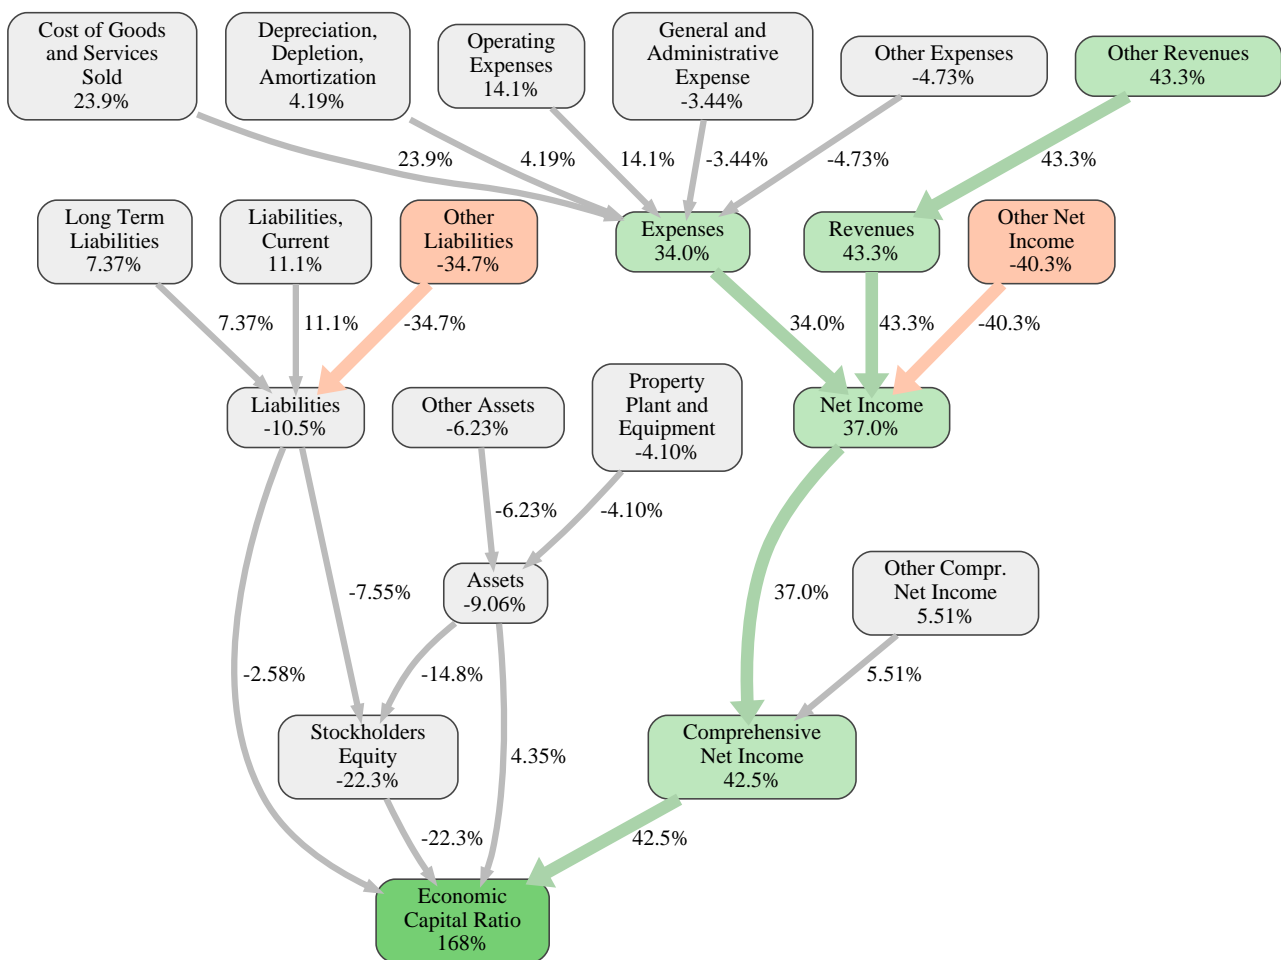 Cost of Goods
and Services
Sold
23.9%
Depreciation,
Depletion,
Amortization
4.19%
Operating
Expenses
14.1%
General and
Administrative
Expense
-3.44%
Other Expenses
-4.73%
Other Revenues
43.3%
23.9%
4.19%
14.1%
-3.44%
-4.73%
43.3%
Long Term
Liabilities
7.37%
Liabilities,
Current
11.1%
Other
Liabilities
-34.7%
Expenses
34.0%
Revenues
43.3%
Other Net
Income
-40.3%
7.37%
11.1%
-34.7%
34.0%
43.3%
-40.3%
Liabilities
-10.5%
Other Assets
-6.23%
Property
Plant and
Equipment
-4.10%
Net Income
37.0%
-6.23%
-4.10%
-7.55%
Assets
-9.06%
37.0%
Other Compr.
Net Income
5.51%
-2.58%
-14.8%
5.51%
Stockholders
Equity
-22.3%
4.35%
Comprehensive
Net Income
42.5%
-22.3%
42.5%
Economic
Capital Ratio
168%